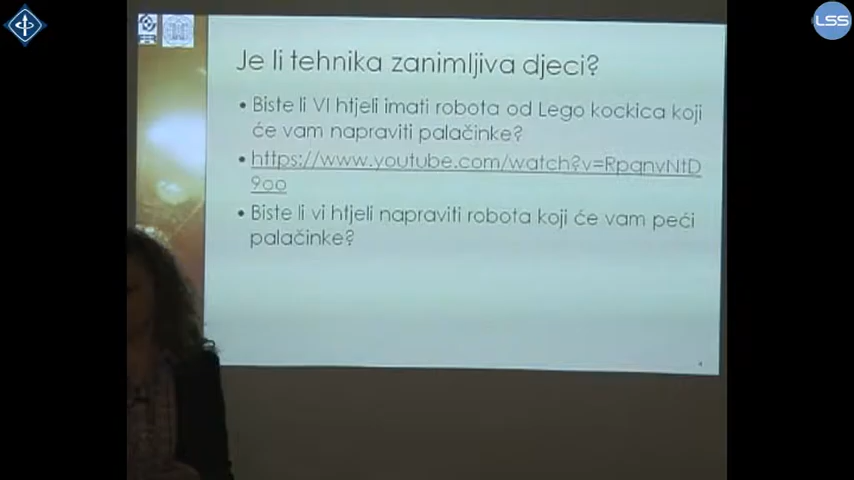 LSS
Je li tehnika zanimljiva djeci?
• Biste li VI htjeli imati robota od Lego kockica koji
će vam napraviti palačinke?
• https://www.youtube.com/watch?v=RpqnvNtD
9oo
• Biste li vi htjeli napraviti robota koji će vam peći
palačinke?